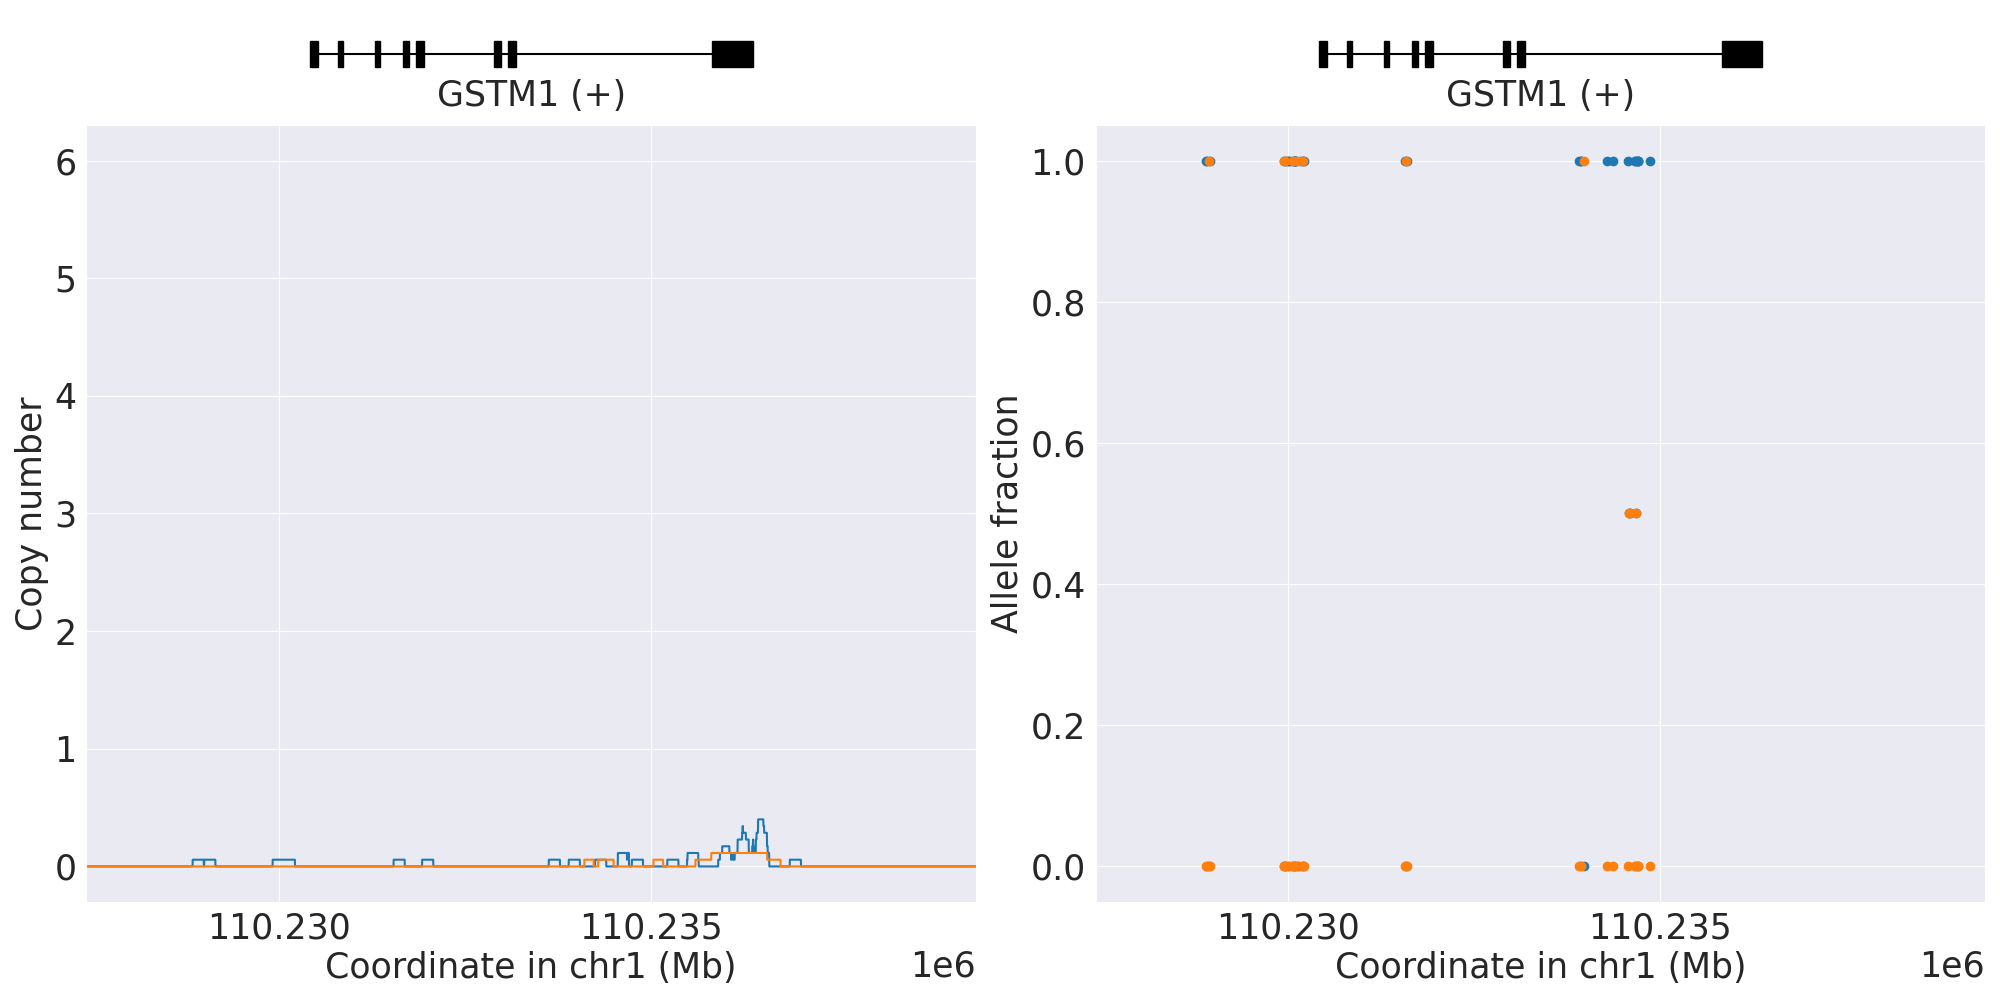 GSTM1 (+)
6
5
4
3
2
1
0
Copy number
110.230
110.235
Coordinate in chr1 (Mb)
1e6
GSTM1 (+)
1.0
0.8
0.6
0.4
0.2
0.0
Allele fraction
110.230
110.235
Coordinate in chr1 (Mb)
1e6